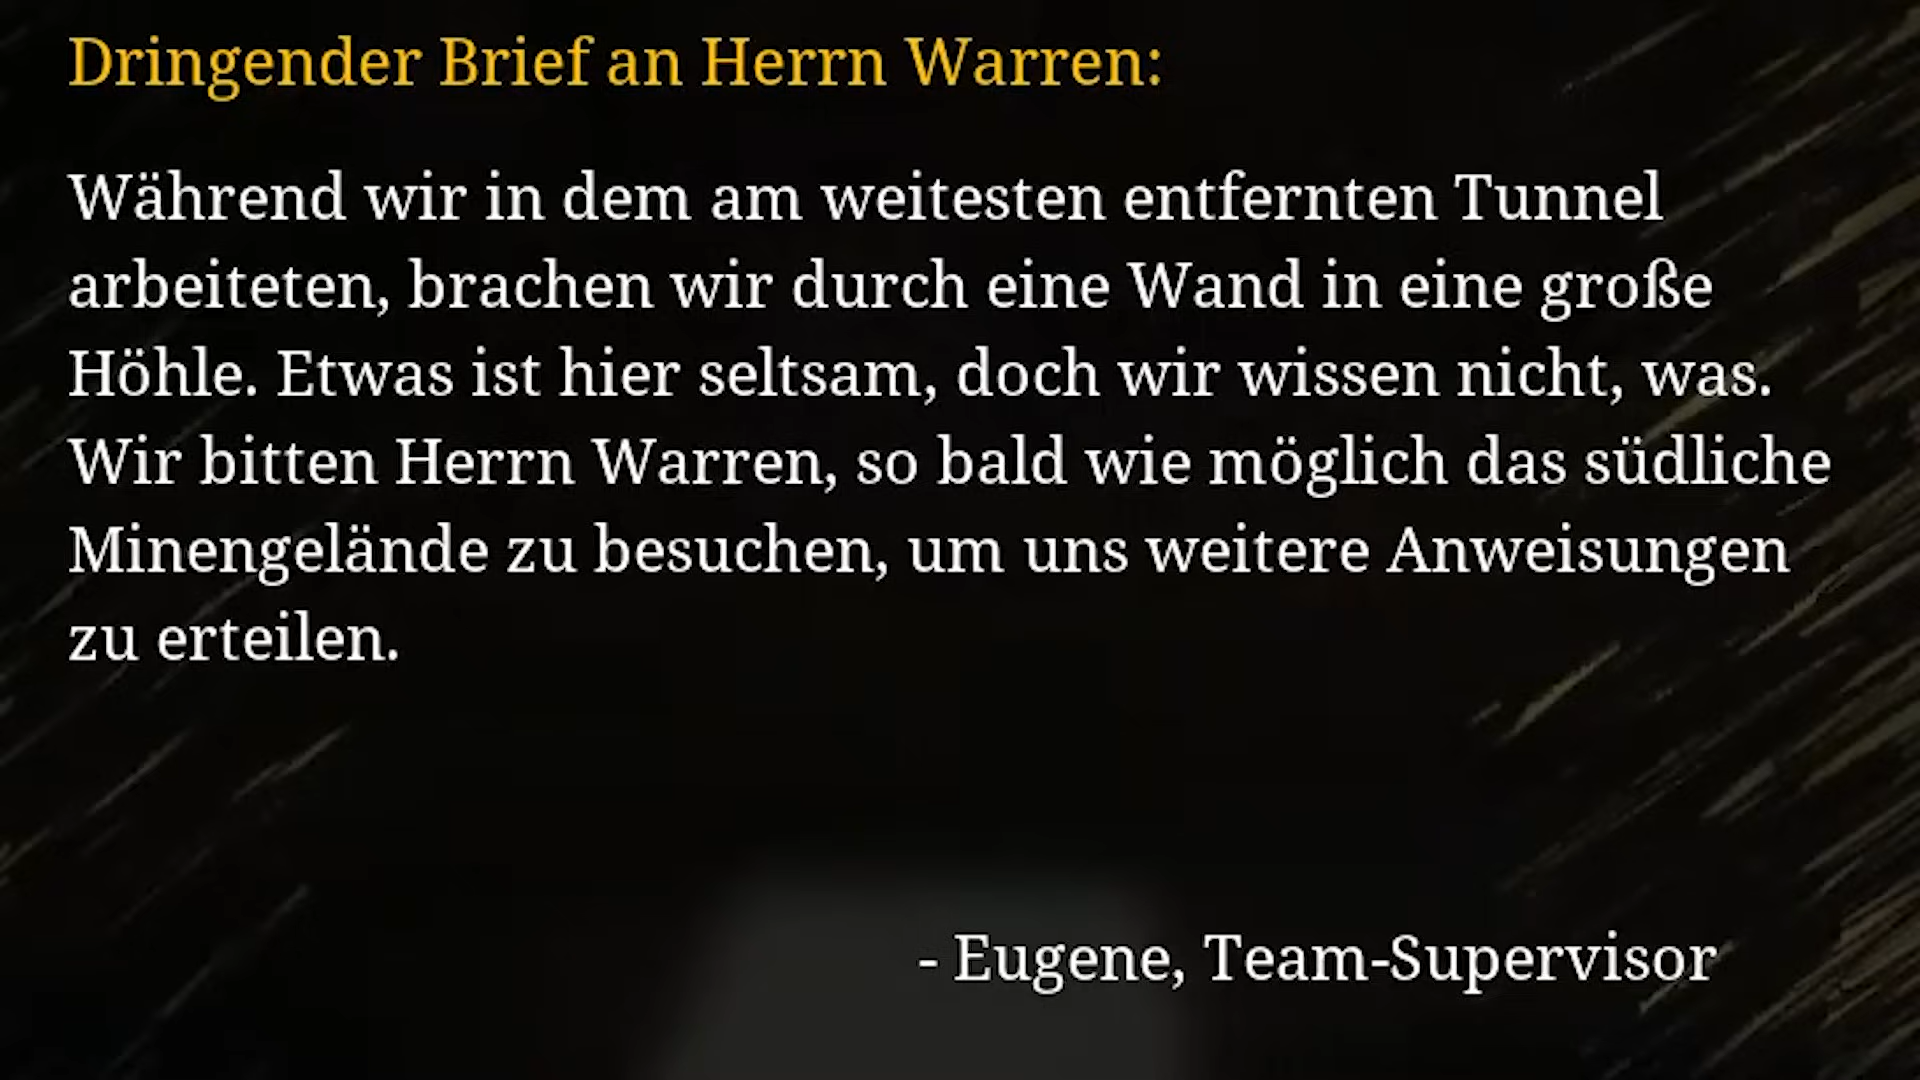 Dringender Brief an Herrn Warren:
Während wir in dem am weitesten entfernten Tunnel
arbeiteten, brachen wir durch eine Wand in eine große
Höhle. Etwas ist hier seltsam, doch wir wissen nicht, was.
Wir bitten Herrn Warren, so bald wie möglich das südliche
Minengelände zu besuchen, um uns weitere Anweisungen
zu erteilen.
- Eugene, Team-Supervisor